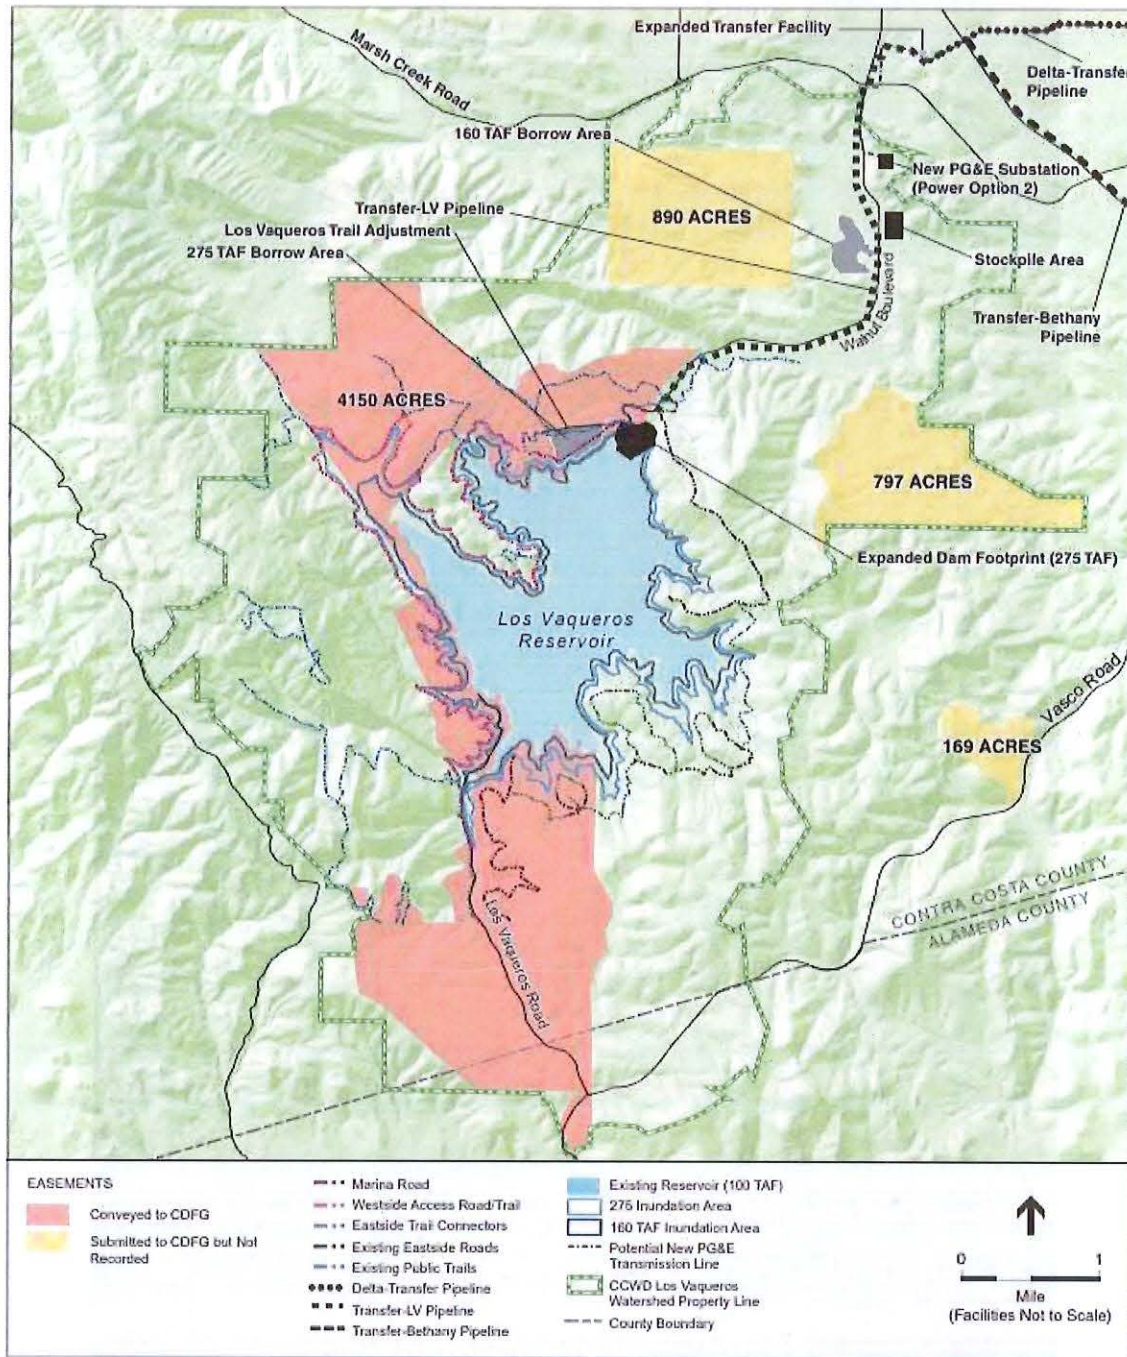 Expanded Transfer Facility
Marsh Creek Road
Delta-Transfer
Pipeline
160 TAF Borrow Area
New PG&E Substation
(Power Option 2)
890 ACRES
Transfer-LV Pipeline
Los Vaqueros Trail Adjustment
275 TAF Borrow Area
Stockpile Area
Walnut Boulevard
Transfer-Bethany
Pipeline
4150 ACRES
797 ACRES
Expanded Dam Footprint (275 TAF)
Los Vaqueros
Reservoir
Vasco Road
169 ACRES
CONTRA COSTA COUNTY
ALAMEDA COUNTY
Los Vaqueros Road
EASEMENTS
Conveyed to CDFG
Submitted to CDFG but Not
Recorded
Marina Road
Westside Access Road/Trail
Eastside Trail Connectors
Existing Eastside Roads
Existing Public Trails
Delta-Transfer Pipeline
Transfer-LV Pipeline
Transfer-Bethany Pipeline
Existing Reservoir (100 TAF)
275 Inundation Area
160 TAF Inundation Area
Potential New PG&E
Transmission Line
CCWD Los Vaqueros
Watershed Property Line
County Boundary
0 1
Mile
(Facilities Not to Scale)